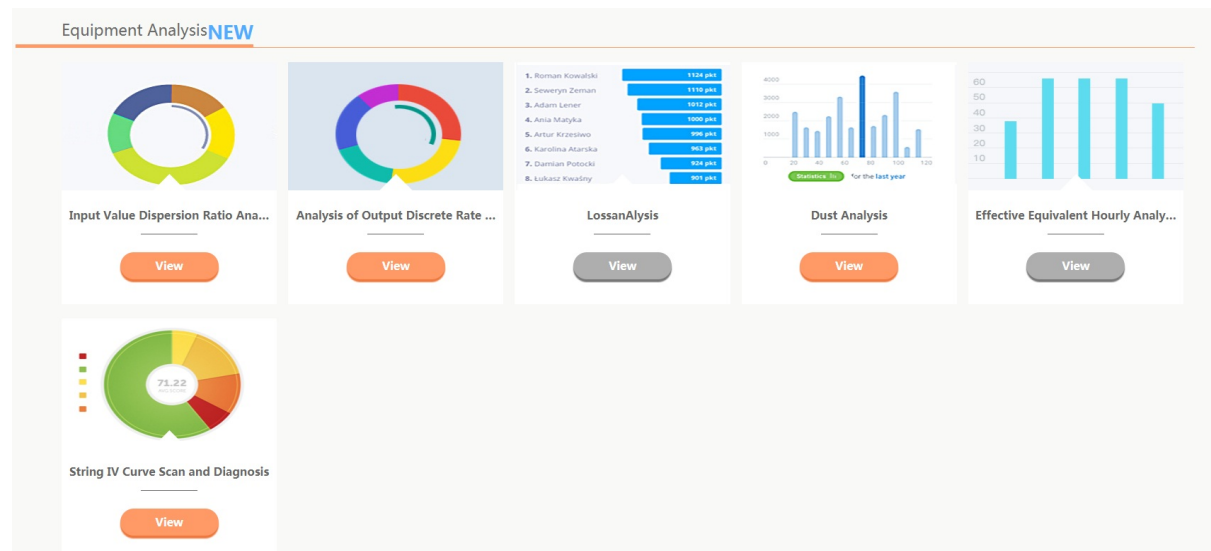 Equipment Analysis NEW
1. Roman Kowalski 1124 pkt
2. Seweryn Zeman 1110 pkt
3. Adam Lener 1012 pkt
4. Ania Matyka 1000 pkt
5. Artur Krzesiwo 996 pkt
6. Karolina Atarska 963 pkt
7. Damian Potocki 924 pkt
8. Łukasz Kwaśny 901 pkt
4000
3000
2000
1000
0 20 40 60 80 100 120
Statistics for the last year
60
50
40
30
20
10
Input Value Dispersion Ratio Ana...
Analysis of Output Discrete Rate ...
LossanAlysis
Dust Analysis
Effective Equivalent Hourly Analy...
View
View
View
View
View
71.22
String IV Curve Scan and Diagnosis
View